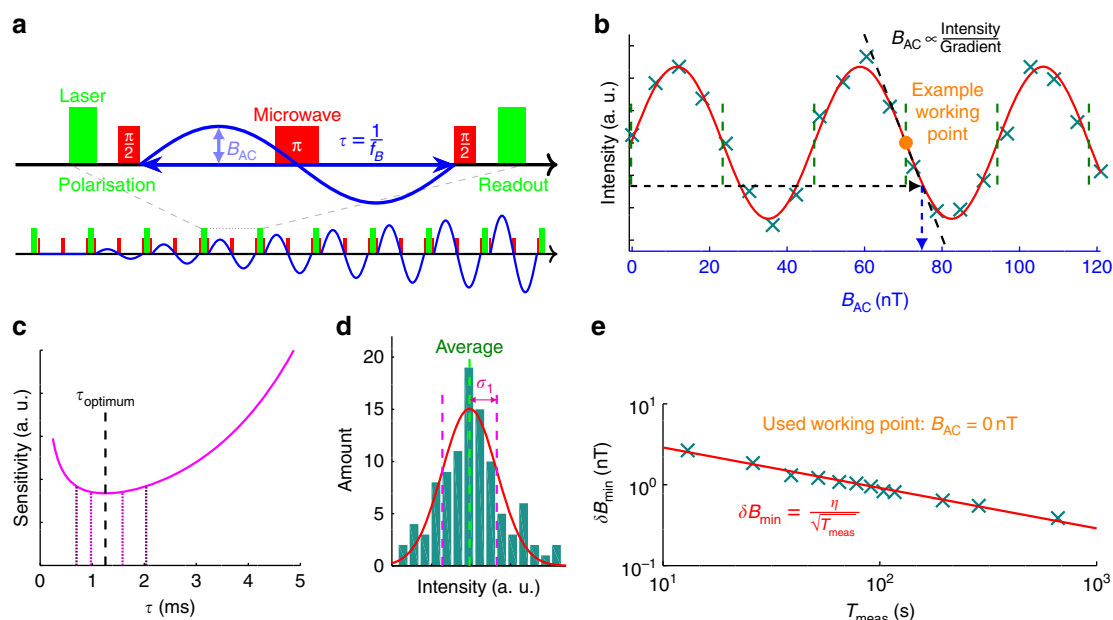 a
Laser
Microwave
π/2
B_AC
π
τ = 1/f_B
π/2
Polarisation
Readout
b
B_AC ∝ Intensity/Gradient
Example
working
point
Intensity (a. u.)
0 20 40 60 80 100 120
B_AC (nT)
c
τ_optimum
Sensitivity (a. u.)
0 1 2 3 4 5
τ (ms)
d
Average
σ_1
20
15
10
5
0
Amount
Intensity (a. u.)
e
10^1
10^0
10^−1
δB_min (nT)
Used working point: B_AC = 0 nT
δB_min = η/√T_meas
10^1 10^2 10^3
T_meas (s)